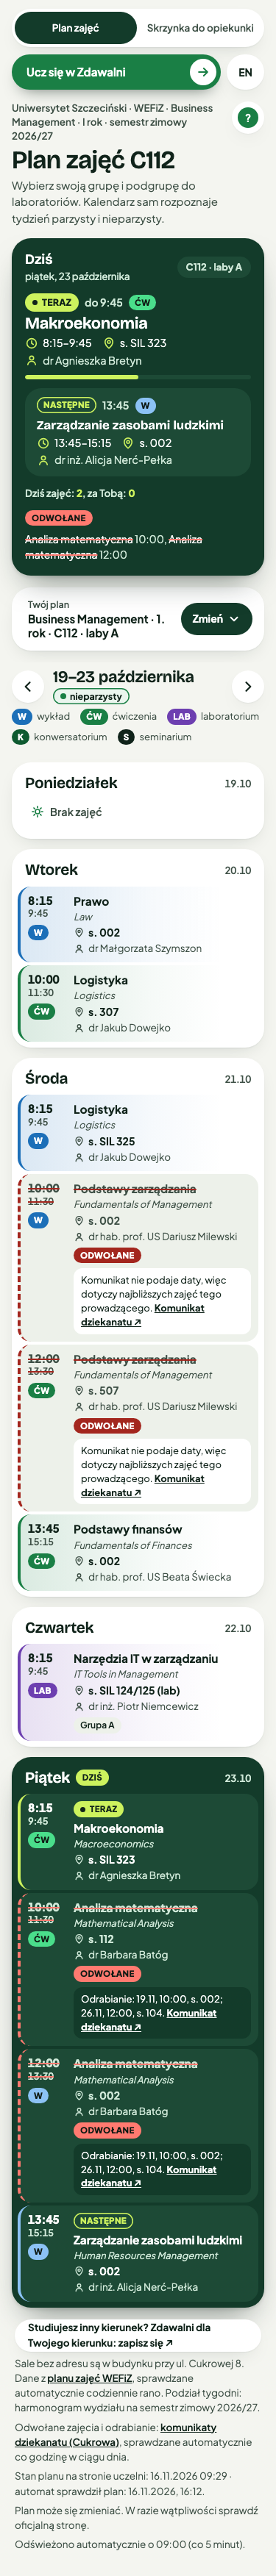 Plan zajęć
Skrzynka do opiekunki
Ucz się w Zdawalni
EN
Uniwersytet Szczeciński · WEFiZ · Business
Management · I rok · semestr zimowy
2026/27
?
Plan zajęć C112
Wybierz swoją grupę i podgrupę do
laboratoriów. Kalendarz sam rozpoznaje
tydzień parzysty i nieparzysty.
Dziś
piątek, 23 października
C112 · laby A
TERAZ do 9:45 ĆW
Makroekonomia
8:15–9:45 s. SIL 323
dr Agnieszka Bretyn
NASTĘPNE 13:45 W
Zarządzanie zasobami ludzkimi
13:45–15:15 s. 002
dr inż. Alicja Nerć-Pełka
Dziś zajęć: 2, za Tobą: 0
ODWOŁANE
Analiza matematyczna 10:00, Analiza
matematyczna 12:00
Twój plan
Business Management · 1.
rok · C112 · laby A
Zmień
19–23 października
nieparzysty
W wykład ĆW ćwiczenia LAB laboratorium
K konwersatorium S seminarium
Poniedziałek 19.10
Brak zajęć
Wtorek 20.10
8:15
9:45
W
Prawo
Law
s. 002
dr Małgorzata Szymszon
10:00
11:30
ĆW
Logistyka
Logistics
s. 307
dr Jakub Dowejko
Środa 21.10
8:15
9:45
W
Logistyka
Logistics
s. SIL 325
dr Jakub Dowejko
10:00
11:30
W
Podstawy zarządzania
Fundamentals of Management
s. 002
dr hab. prof. US Dariusz Milewski
ODWOŁANE
Komunikat nie podaje daty, więc
dotyczy najbliższych zajęć tego
prowadzącego. Komunikat
dziekanatu ↗
12:00
13:30
ĆW
Podstawy zarządzania
Fundamentals of Management
s. 507
dr hab. prof. US Dariusz Milewski
ODWOŁANE
Komunikat nie podaje daty, więc
dotyczy najbliższych zajęć tego
prowadzącego. Komunikat
dziekanatu ↗
13:45
15:15
ĆW
Podstawy finansów
Fundamentals of Finances
s. 002
dr hab. prof. US Beata Świecka
Czwartek 22.10
8:15
9:45
LAB
Narzędzia IT w zarządzaniu
IT Tools in Management
s. SIL 124/125 (lab)
dr inż. Piotr Niemcewicz
Grupa A
Piątek DZIŚ 23.10
8:15
9:45
ĆW
TERAZ
Makroekonomia
Macroeconomics
s. SIL 323
dr Agnieszka Bretyn
10:00
11:30
ĆW
Analiza matematyczna
Mathematical Analysis
s. 112
dr Barbara Batóg
ODWOŁANE
Odrabianie: 19.11, 10:00, s. 002;
26.11, 12:00, s. 104. Komunikat
dziekanatu ↗
12:00
13:30
W
Analiza matematyczna
Mathematical Analysis
s. 002
dr Barbara Batóg
ODWOŁANE
Odrabianie: 19.11, 10:00, s. 002;
26.11, 12:00, s. 104. Komunikat
dziekanatu ↗
13:45
15:15
W
NASTĘPNE
Zarządzanie zasobami ludzkimi
Human Resources Management
s. 002
dr inż. Alicja Nerć-Pełka
Studiujesz inny kierunek? Zdawalni dla
Twojego kierunku: zapisz się ↗
Sale bez adresu są w budynku przy ul. Cukrowej 8.
Dane z planu zajęć WEFiZ, sprawdzane
automatycznie codziennie rano. Podział tygodni:
harmonogram wydziału na semestr zimowy 2026/27.
Odwołane zajęcia i odrabianie: komunikaty
dziekanatu (Cukrowa), sprawdzane automatycznie
co godzinę w ciągu dnia.
Stan planu na stronie uczelni: 16.11.2026 09:29 ·
automat sprawdził plan: 16.11.2026, 16:12.
Plan może się zmieniać. W razie wątpliwości sprawdź
oficjalną stronę.
Odświeżono automatycznie o 09:00 (co 5 minut).